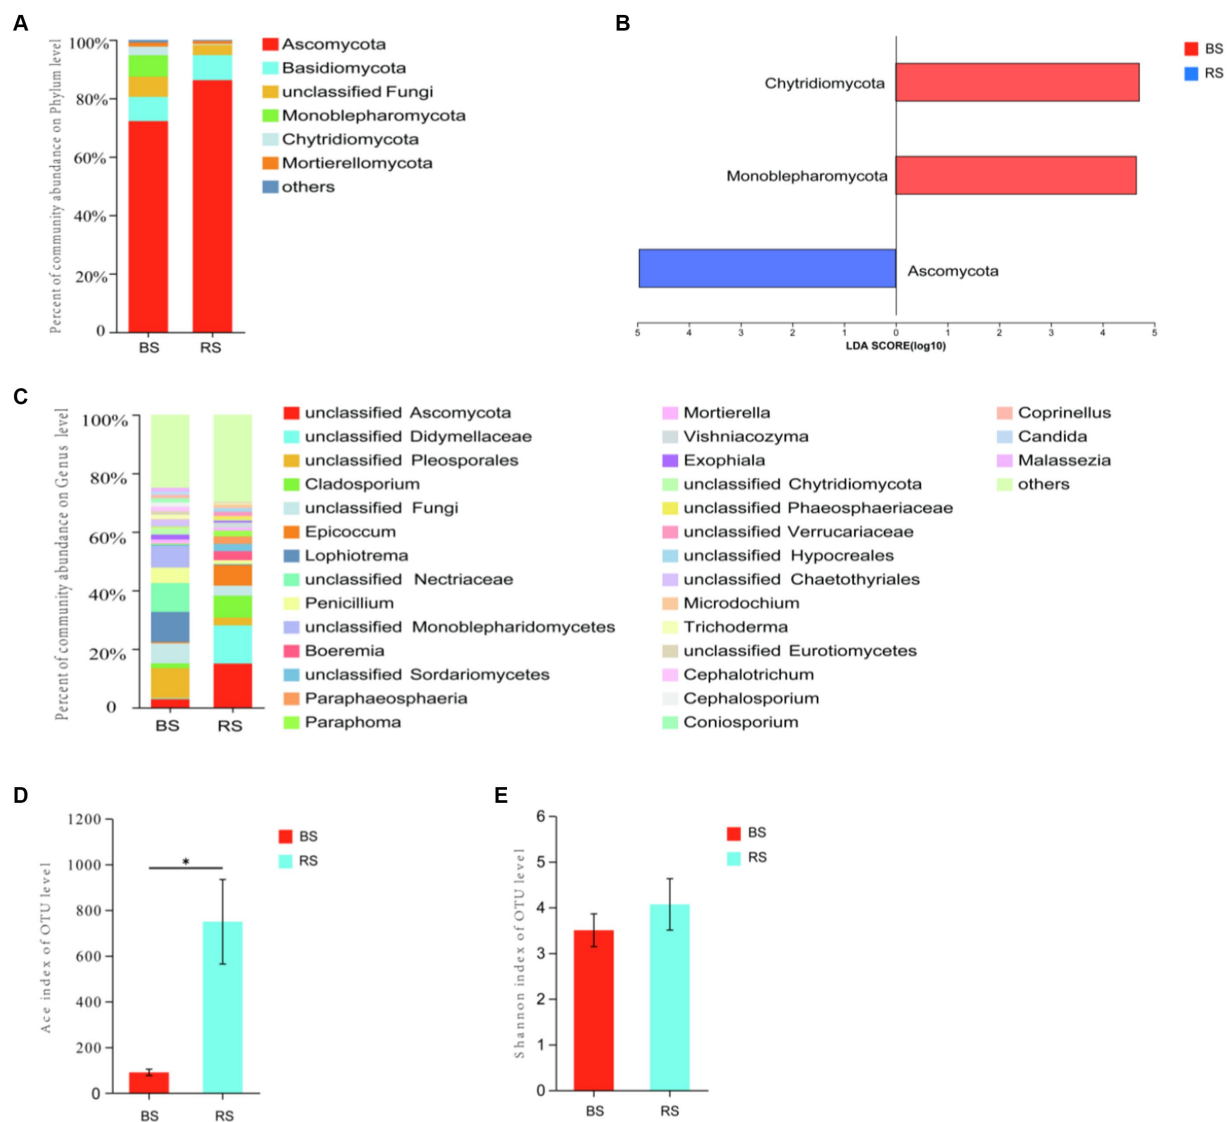 A
Percent of community abundance on Phylum level
100%
80%
60%
40%
20%
0
BS RS
Ascomycota
Basidiomycota
unclassified Fungi
Monoblepharomycota
Chytridiomycota
Mortierellomycota
others
B
Chytridiomycota
Monoblepharomycota
Ascomycota
5 4 3 2 1 0 1 2 3 4 5
LDA SCORE(log10)
BS
RS
C
Percent of community abundance on Genus level
100%
80%
60%
40%
20%
0
BS RS
unclassified Ascomycota
unclassified Didymellaceae
unclassified Pleosporales
Cladosporium
unclassified Fungi
Epicoccum
Lophiotrema
unclassified Nectriaceae
Penicillium
unclassified Monoblepharidomycetes
Boeremia
unclassified Sordariomycetes
Paraphaeosphaeria
Paraphoma
Mortierella
Vishniacozyma
Exophiala
unclassified Chytridiomycota
unclassified Phaeosphaeriaceae
unclassified Verrucariaceae
unclassified Hypocreales
unclassified Chaetothyriales
Microdochium
Trichoderma
unclassified Eurotiomycetes
Cephalotrichum
Cephalosporium
Coniosporium
Coprinellus
Candida
Malassezia
others
D
Ace index of OTU level
1200
1000
800
600
400
200
0
*
BS RS
BS
RS
E
Shannon index of OTU level
6
5
4
3
2
1
0
BS RS
BS
RS